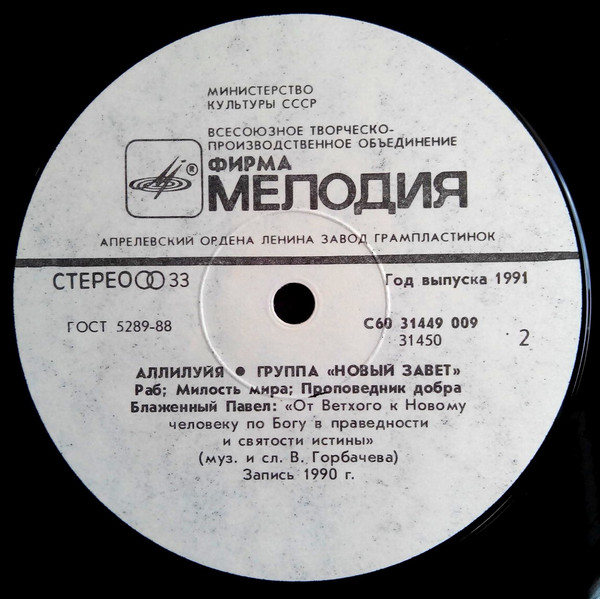 МИНИСТЕРСТВО
КУЛЬТУРЫ СССР
ВСЕСОЮЗНОЕ ТВОРЧЕСКО-
ПРОИЗВОДСТВЕННОЕ ОБЪЕДИНЕНИЕ
®
ФИРМА
МЕЛОДИЯ
АПРЕЛЕВСКИЙ ОРДЕНА ЛЕНИНА ЗАВОД ГРАМПЛАСТИНОК
СТЕРЕО 33 Год выпуска 1991
ГОСТ 5289-88 С60 31449 009
31450 2
АЛЛИЛУЙЯ • ГРУППА «НОВЫЙ ЗАВЕТ»
Раб; Милость мира; Проповедник добра
Блаженный Павел: «От Ветхого к Новому
человеку по Богу в праведности
и святости истины»
(муз. и сл. В. Горбачева)
Запись 1990 г.